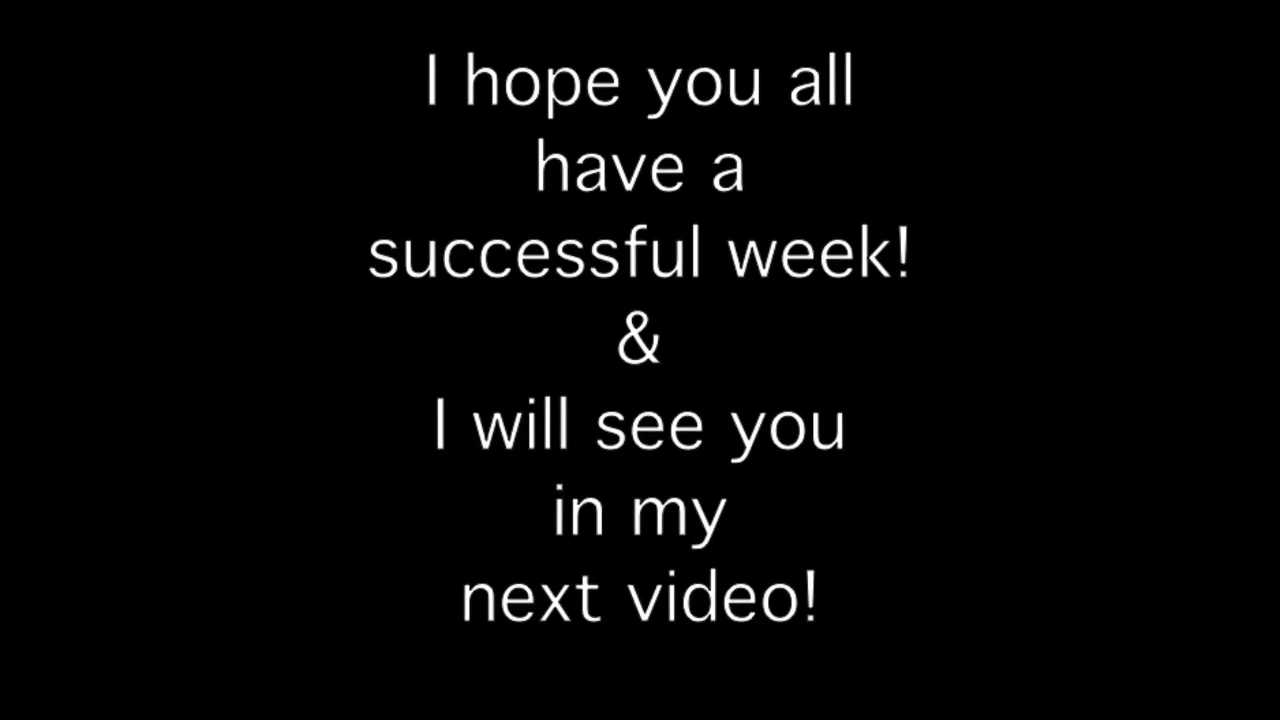 I hope you all
have a
successful week!
&
I will see you
in my
next video!